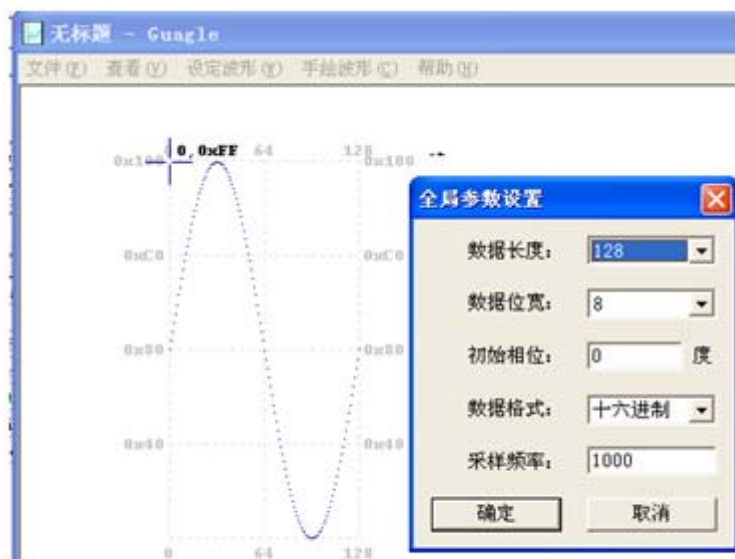 无标题 - Guagle
文件(F) 查看(V) 设定波形(E) 手绘波形(C) 帮助(H)
0,0xFF 64 128
0x100 0x100
0xC0 0xC0
0x80 0x80
0x40 0x40
0 64 128
全局参数设置
数据长度: 128
数据位宽: 8
初始相位: 0 度
数据格式: 十六进制
采样频率: 1000
确定 取消